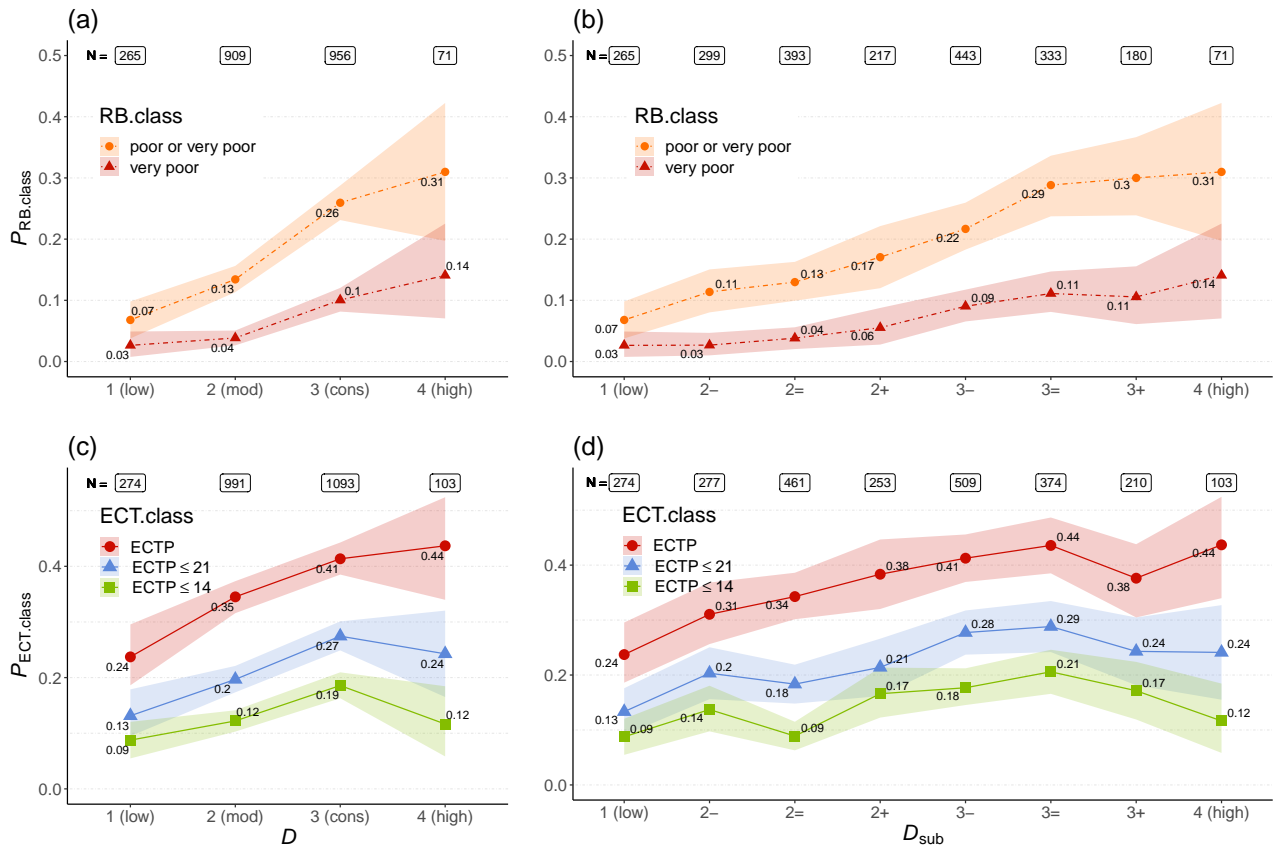 (a)
N = 265 909 956 71
0.5
0.4
0.3
0.2
0.1
0.0
P RB.class
RB.class
poor or very poor
very poor
0.07
0.13
0.26
0.31
0.03
0.04
0.1
0.14
1 (low) 2 (mod) 3 (cons) 4 (high)
(b)
N = 265 299 393 217 443 333 180 71
0.5
0.4
0.3
0.2
0.1
0.0
RB.class
poor or very poor
very poor
0.07
0.11
0.13
0.17
0.22
0.29
0.3
0.31
0.03
0.03
0.04
0.06
0.09
0.11
0.11
0.14
1 (low) 2− 2= 2+ 3− 3= 3+ 4 (high)
(c)
N = 274 991 1093 103
0.4
0.2
0.0
P ECT.class
ECT.class
ECTP
ECTP ≤ 21
ECTP ≤ 14
0.24
0.35
0.41
0.44
0.13
0.2
0.27
0.24
0.09
0.12
0.19
0.12
1 (low) 2 (mod) 3 (cons) 4 (high)
D
(d)
N = 274 277 461 253 509 374 210 103
0.4
0.2
0.0
ECT.class
ECTP
ECTP ≤ 21
ECTP ≤ 14
0.24
0.31
0.34
0.38
0.41
0.44
0.38
0.44
0.13
0.2
0.18
0.21
0.28
0.29
0.24
0.24
0.09
0.14
0.09
0.17
0.18
0.21
0.17
0.12
1 (low) 2− 2= 2+ 3− 3= 3+ 4 (high)
D sub